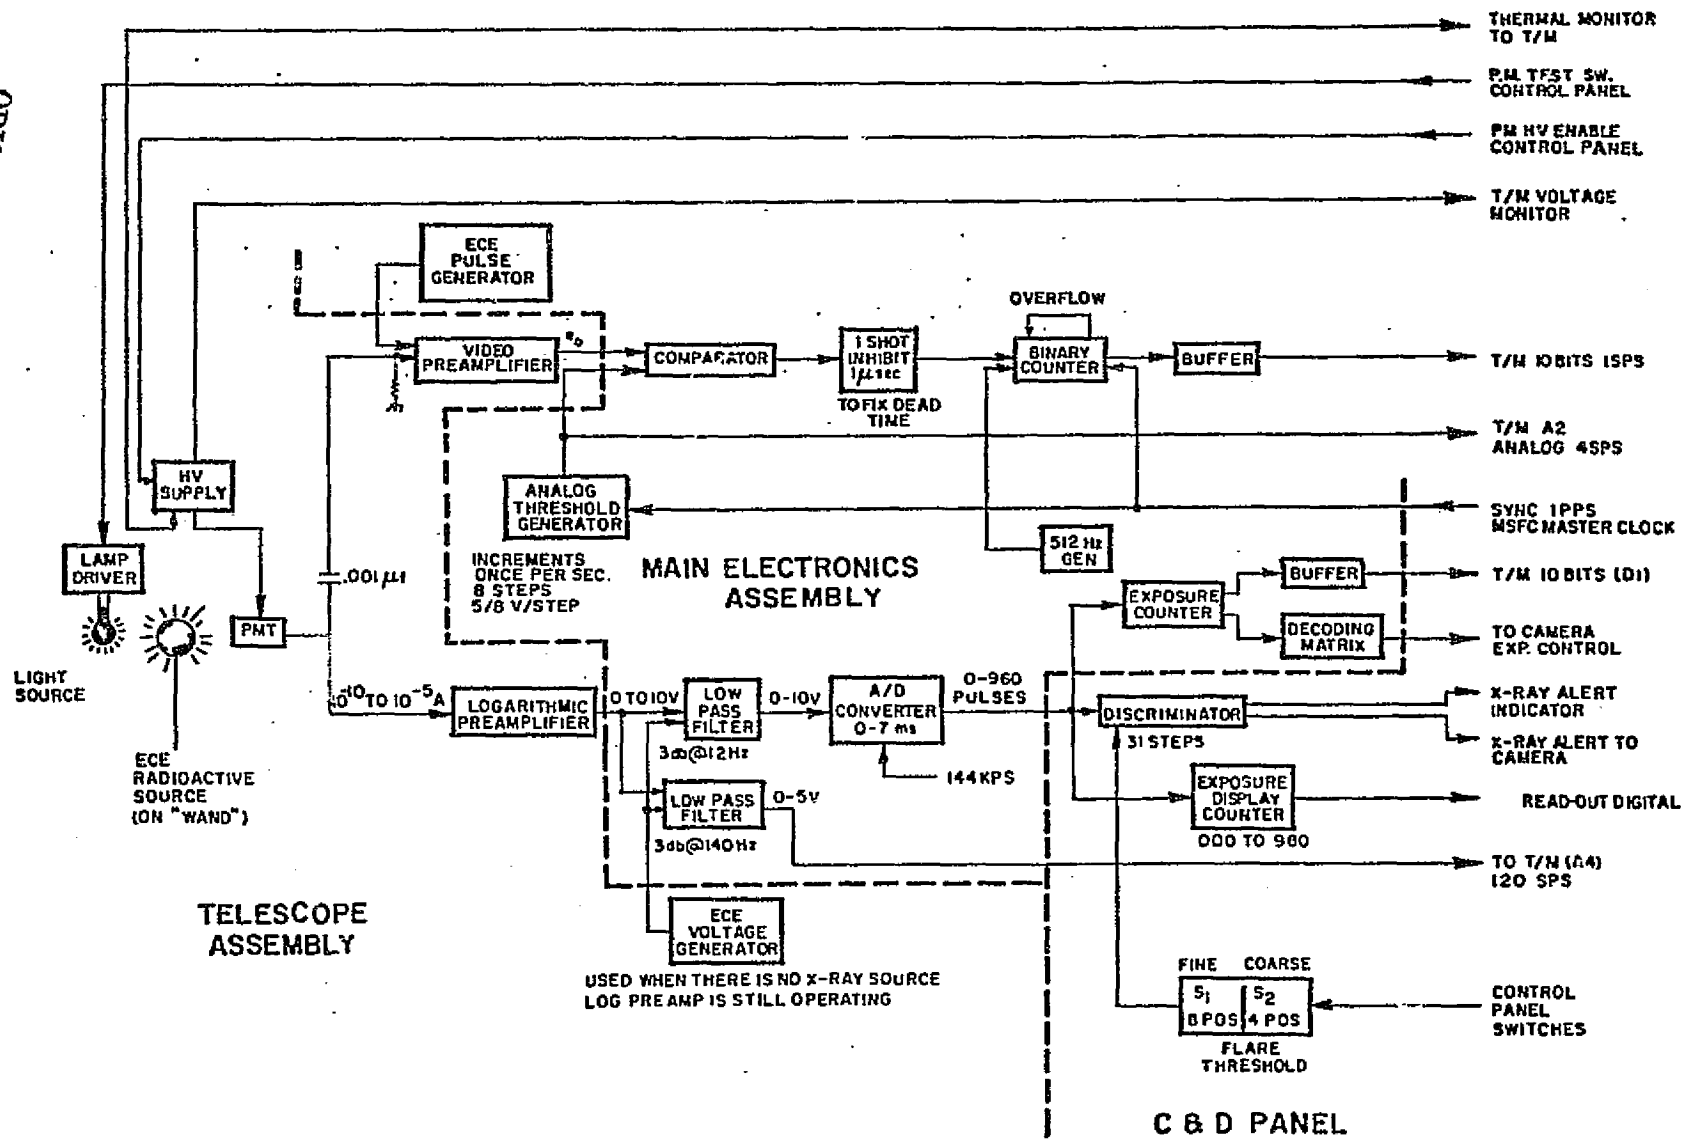 THERMAL MONITOR
TO T/M
P.M. TEST SW.
CONTROL PANEL
PM HV ENABLE
CONTROL PANEL
T/M VOLTAGE
MONITOR
ECE
PULSE
GENERATOR
OVERFLOW
VIDEO
PREAMPLIFIER
COMPARATOR
1 SHOT
INHIBIT
1µsec
TO FIX DEAD
TIME
BINARY
COUNTER
BUFFER
T/M 10BITS 1SPS
T/M A2
ANALOG 4SPS
HV
SUPPLY
ANALOG
THRESHOLD
GENERATOR
INCREMENTS
ONCE PER SEC.
8 STEPS
5/8 V/STEP
MAIN ELECTRONICS
ASSEMBLY
512 Hz
GEN
SYNC 1PPS
MSFC MASTER CLOCK
LAMP
DRIVER
.001µf
PMT
LIGHT
SOURCE
ECE
RADIOACTIVE
SOURCE
(ON "WAND")
EXPOSURE
COUNTER
BUFFER
T/M 10 BITS (D1)
DECODING
MATRIX
TO CAMERA
EXP. CONTROL
10-10 TO 10-5A
LOGARITHMIC
PREAMPLIFIER
0 TO 10V
LOW
PASS
FILTER
3db@12Hz
0-10V
A/D
CONVERTER
0-7 ms
0-960
PULSES
144KPS
DISCRIMINATOR
31 STEPS
X-RAY ALERT
INDICATOR
X-RAY ALERT TO
CAMERA
LOW PASS
FILTER
3db@140Hz
0-5V
EXPOSURE
DISPLAY
COUNTER
000 TO 960
READ-OUT DIGITAL
TO T/M (A4)
120 SPS
TELESCOPE
ASSEMBLY
ECE
VOLTAGE
GENERATOR
USED WHEN THERE IS NO X-RAY SOURCE
LOG PRE AMP IS STILL OPERATING
FINE COARSE
S1 S2
8 POS 4 POS
FLARE
THRESHOLD
CONTROL
PANEL
SWITCHES
C & D PANEL